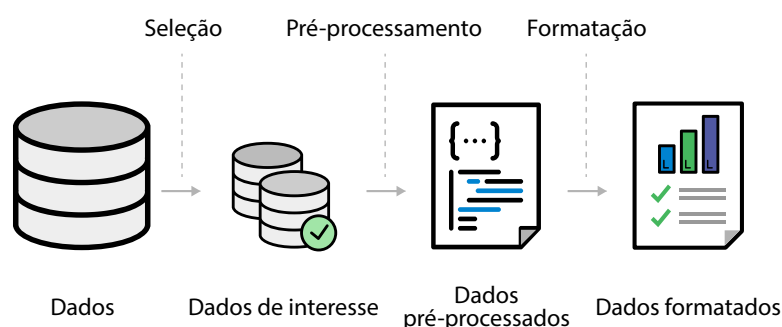 Seleção
Pré-processamento
Formatação
{...}
L
L
L
Dados
Dados de interesse
Dados
pré-processados
Dados formatados